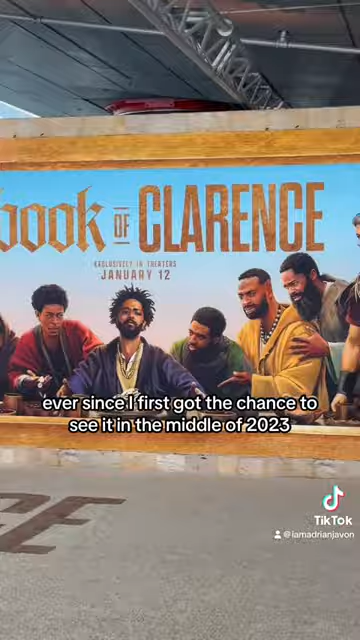 book OF CLARENCE
EXCLUSIVELY IN THEATERS
JANUARY 12
ever since I first got the chance to
see it in the middle of 2023
TikTok
@iamadrianjavon